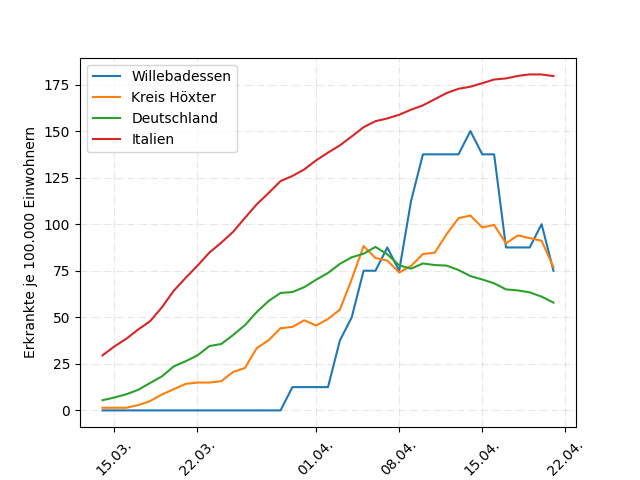 Willebadessen
Kreis Höxter
Deutschland
Italien
Erkrankte je 100.000 Einwohnern
175
150
125
100
75
50
25
0
15.03.
22.03.
01.04.
08.04.
15.04.
22.04.